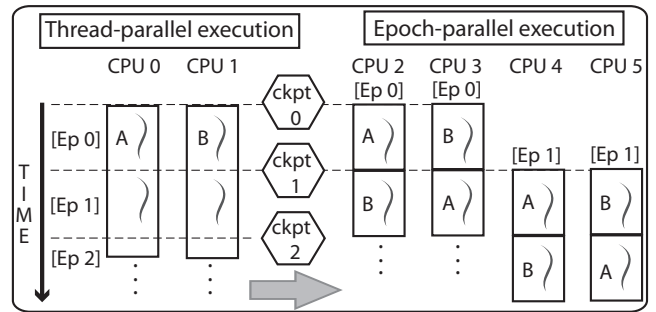 Thread-parallel execution
Epoch-parallel execution
CPU 0
CPU 1
CPU 2
CPU 3
CPU 4
CPU 5
[Ep 0]
[Ep 0]
ckpt
0
[Ep 0]
A
B
A
B
TIME
ckpt
1
[Ep 1]
[Ep 1]
[Ep 1]
B
A
A
B
ckpt
2
[Ep 2]
B
A